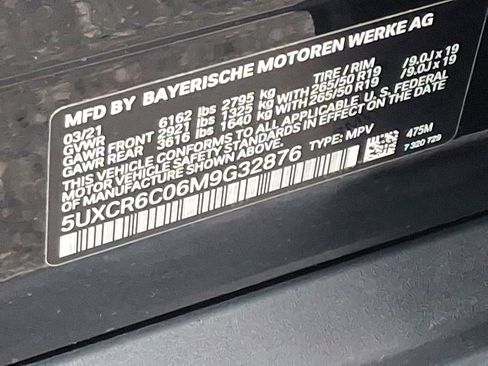 MFD BY BAYERISCHE MOTOREN WERKE AG
03/21 TIRE / RIM
GVWR 6162 lbs 2795 kg
GAWR FRONT 2921 lbs 1325 kg WITH 265/50 R19 /9.0J x 19
GAWR REAR 3616 lbs 1640 kg WITH 265/50 R19 /9.0J x 19
THIS VEHICLE CONFORMS TO ALL APPLICABLE U.S. FEDERAL
MOTOR VEHICLE SAFETY STANDARDS IN EFFECT ON THE DATE
OF MANUFACTURE SHOWN ABOVE.
5UXCR6C06M9G32876 TYPE: MPV
475M
7 320 729